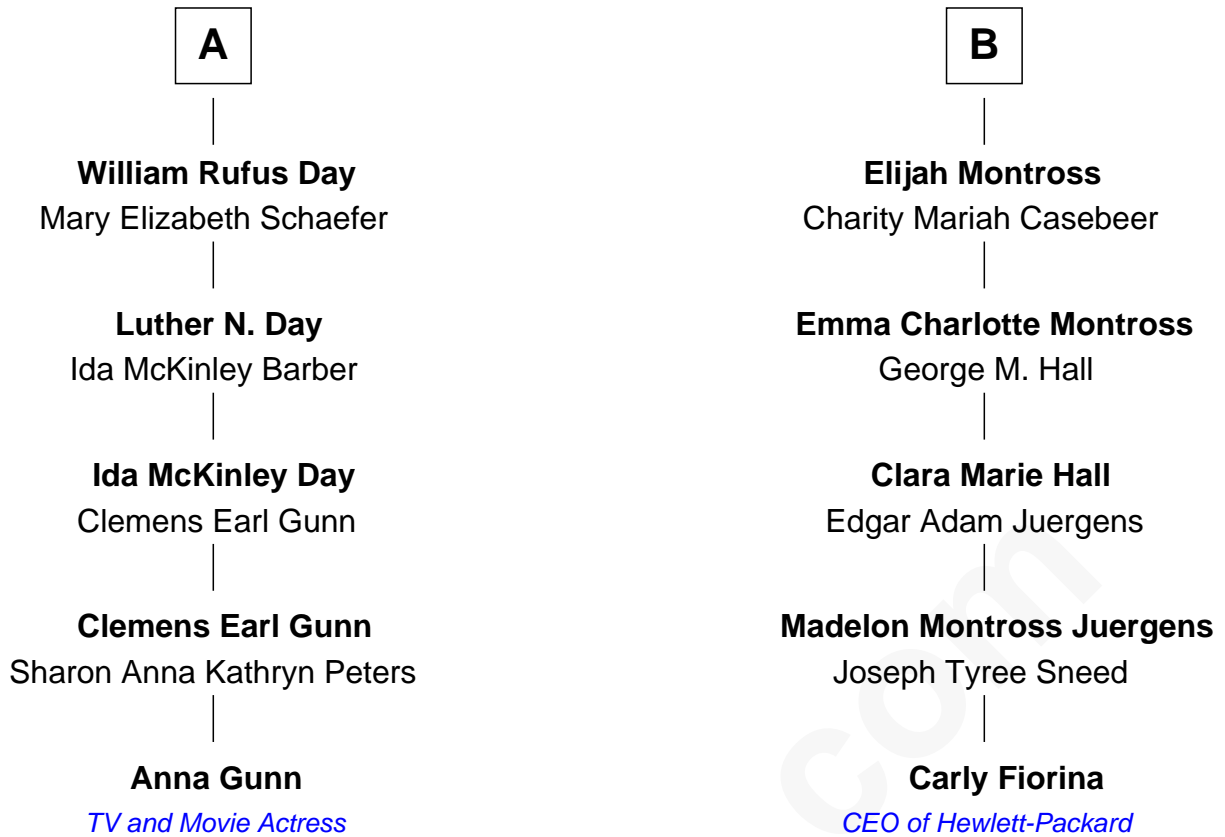 A
William Rufus Day
Mary Elizabeth Schaefer
Luther N. Day
Ida McKinley Barber
Ida McKinley Day
Clemens Earl Gunn
Clemens Earl Gunn
Sharon Anna Kathryn Peters
Anna Gunn
TV and Movie Actress
B
Elijah Montross
Charity Mariah Casebeer
Emma Charlotte Montross
George M. Hall
Clara Marie Hall
Edgar Adam Juergens
Madelon Montross Juergens
Joseph Tyree Sneed
Carly Fiorina
CEO of Hewlett-Packard
com